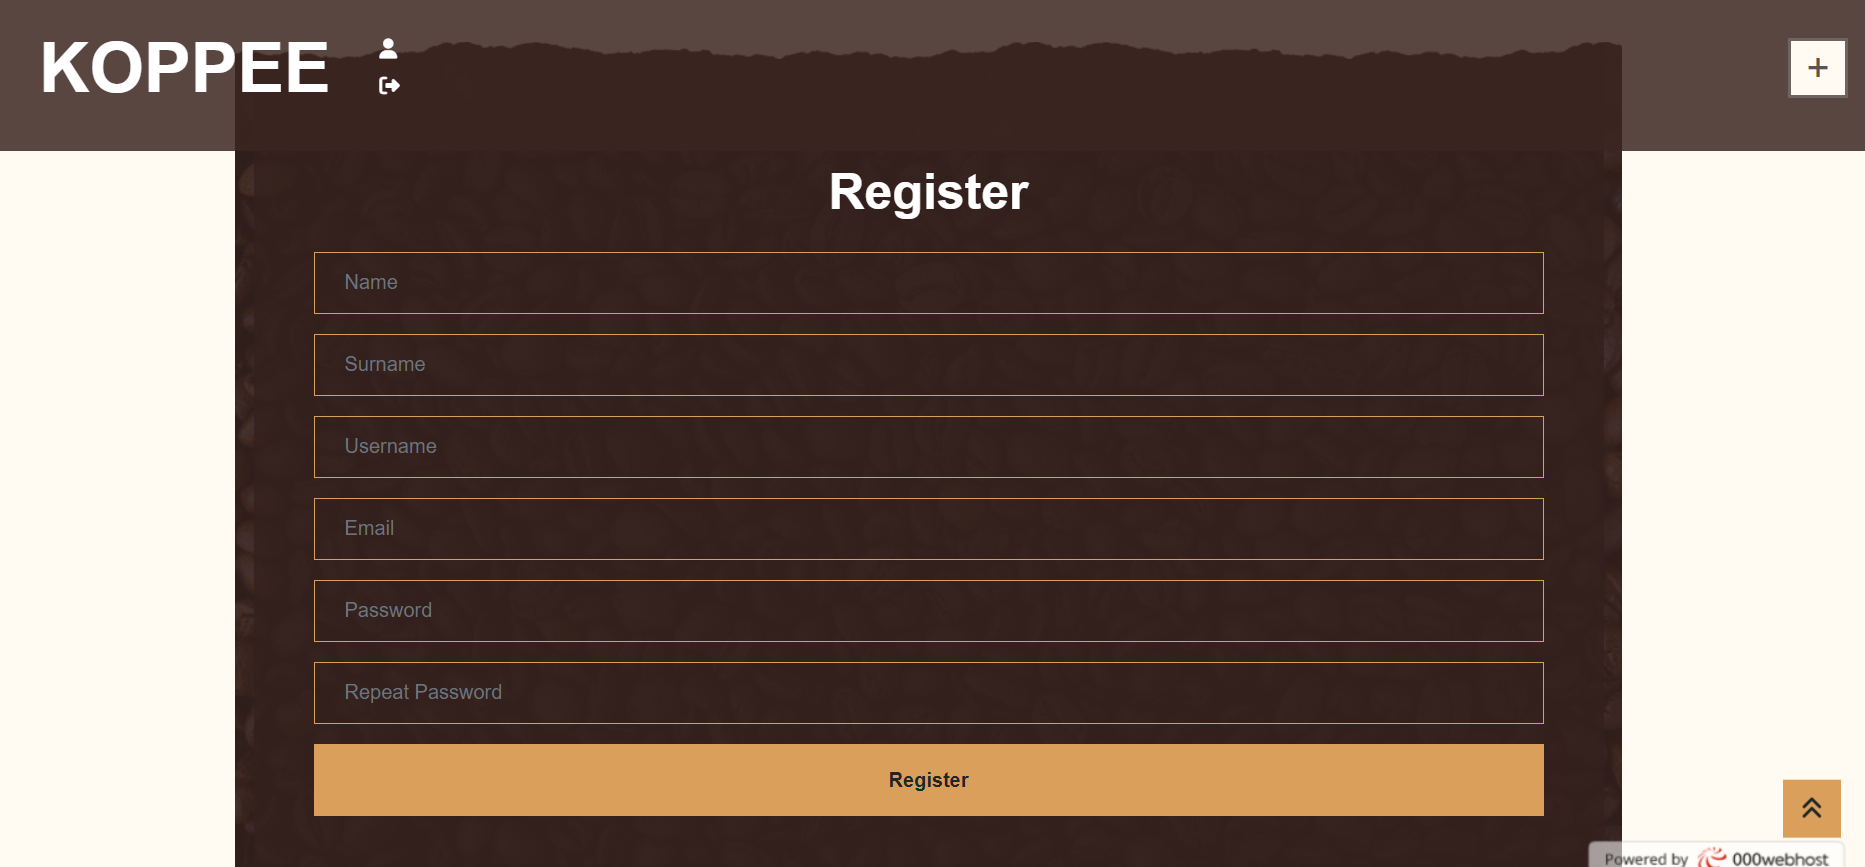 KOPPEE
Register
Name
Surname
Username
Email
Password
Repeat Password
Register
Powered by 000webhost